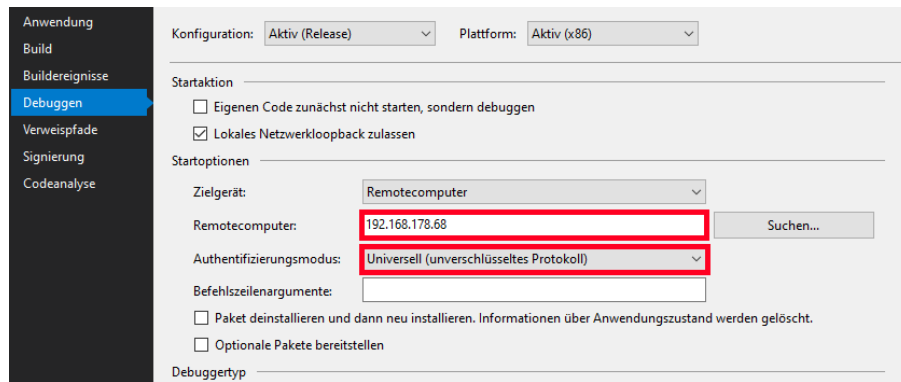 Anwendung
Build
Buildereignisse
Debuggen
Verweispfade
Signierung
Codeanalyse
Konfiguration: Aktiv (Release) Plattform: Aktiv (x86)
Startaktion
Eigenen Code zunächst nicht starten, sondern debuggen
Lokales Netzwerkloopback zulassen
Startoptionen
Zielgerät: Remotecomputer
Remotecomputer: 192.168.178.68 Suchen...
Authentifizierungsmodus: Universell (unverschlüsseltes Protokoll)
Befehlszeilenargumente:
Paket deinstallieren und dann neu installieren. Informationen über Anwendungszustand werden gelöscht.
Optionale Pakete bereitstellen
Debuggertyp